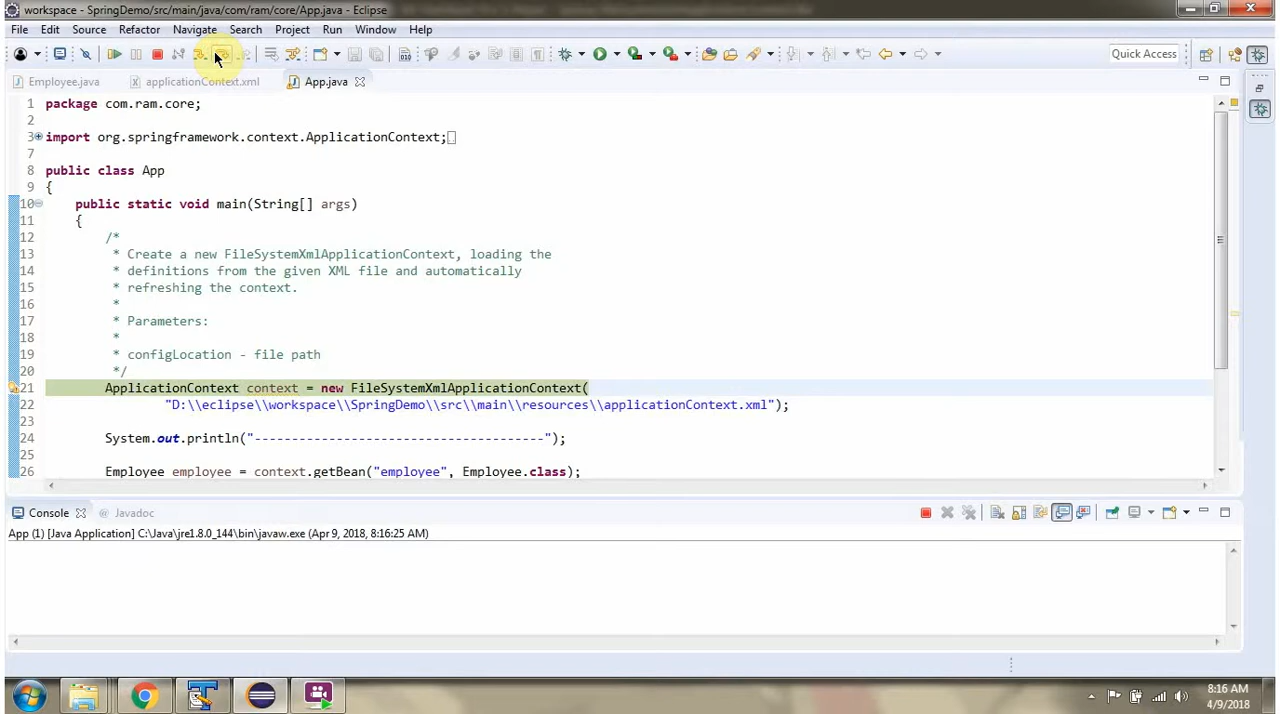 workspace - SpringDemo/src/main/java/com/ram/core/App.java - Eclipse
File Edit Source Refactor Navigate Search Project Run Window Help
Quick Access
Employee.java applicationContext.xml App.java
1 package com.ram.core;
2
3 import org.springframework.context.ApplicationContext;
7
8 public class App
9 {
10 public static void main(String[] args)
11 {
12 /*
13 * Create a new FileSystemXmlApplicationContext, loading the
14 * definitions from the given XML file and automatically
15 * refreshing the context.
16 *
17 * Parameters:
18 *
19 * configLocation - file path
20 */
21 ApplicationContext context = new FileSystemXmlApplicationContext(
22 "D:\\eclipse\\workspace\\SpringDemo\\src\\main\\resources\\applicationContext.xml");
23
24 System.out.println("---------------------------------------");
25
26 Employee employee = context.getBean("employee", Employee.class);
Console Javadoc
App (1) [Java Application] C:\Java\jre1.8.0_144\bin\javaw.exe (Apr 9, 2018, 8:16:25 AM)
8:16 AM
4/9/2018